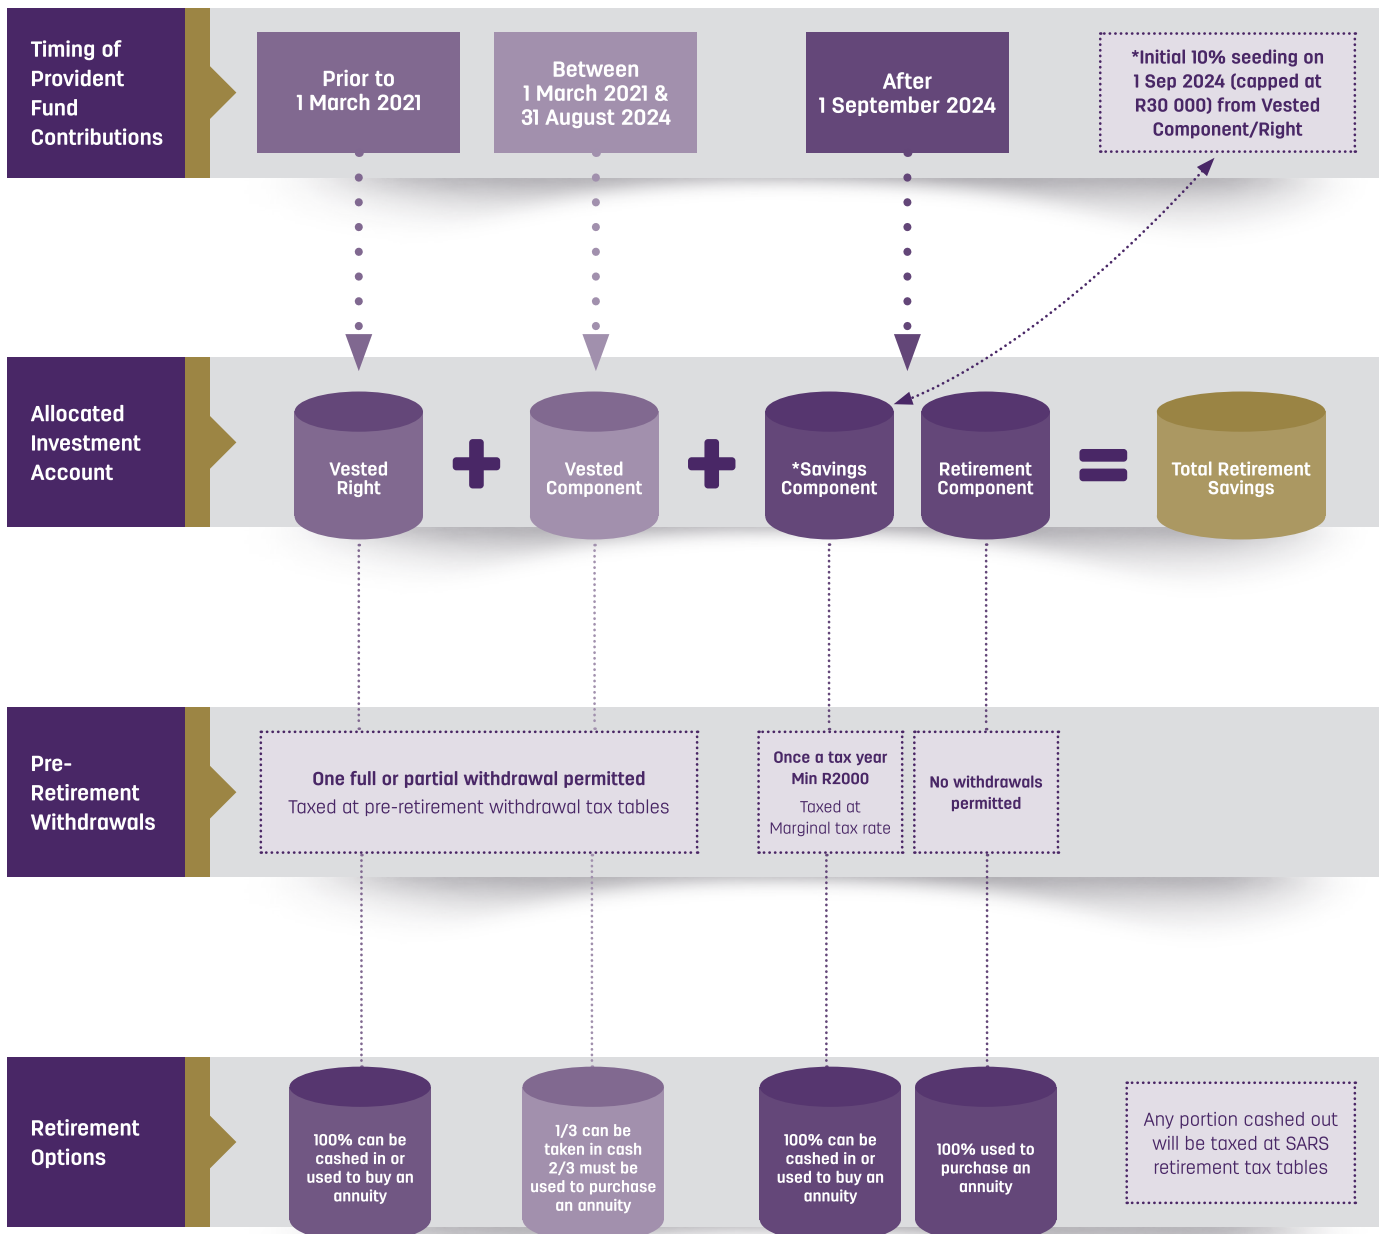 Timing of
Provident
Fund
Contributions
Prior to
1 March 2021
Between
1 March 2021 &
31 August 2024
After
1 September 2024
*Initial 10% seeding on
1 Sep 2024 (capped at
R30 000) from Vested
Component/Right
Allocated
Investment
Account
Vested
Right
Vested
Component
*Savings
Component
Retirement
Component
Total Retirement
Savings
Pre-
Retirement
Withdrawals
One full or partial withdrawal permitted
Taxed at pre-retirement withdrawal tax tables
Once a tax year
Min R2000
Taxed at
Marginal tax rate
No withdrawals
permitted
Retirement
Options
100% can be
cashed in or
used to buy an
annuity
1/3 can be
taken in cash
2/3 must be
used to purchase
an annuity
100% can be
cashed in or
used to buy an
annuity
100% used to
purchase an
annuity
Any portion cashed out
will be taxed at SARS
retirement tax tables